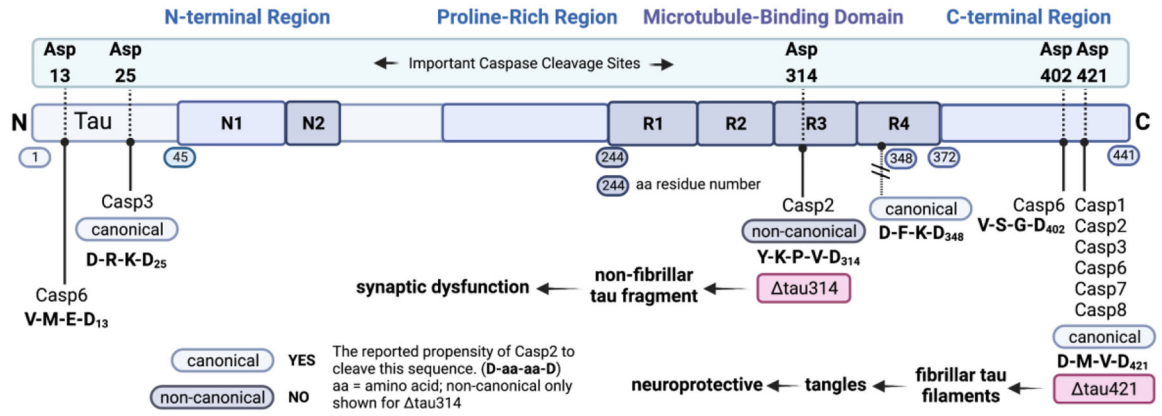 N-terminal Region
Proline-Rich Region
Microtubule-Binding Domain
C-terminal Region
Asp
13
Asp
25
Important Caspase Cleavage Sites
Asp
314
Asp
402
Asp
421
N
Tau
N1
N2
R1
R2
R3
R4
C
1
45
244
348
372
441
244 aa residue number
Casp3
canonical
D-R-K-D25
Casp6
V-M-E-D13
Casp2
non-canonical
Y-K-P-V-D314
Δtau314
non-fibrillar
tau fragment
synaptic dysfunction
canonical
D-F-K-D348
Casp6
V-S-G-D402
Casp1
Casp2
Casp3
Casp6
Casp7
Casp8
canonical
D-M-V-D421
Δtau421
fibrillar tau
filaments
tangles
neuroprotective
canonical YES
non-canonical NO
The reported propensity of Casp2 to
cleave this sequence. (D-aa-aa-D)
aa = amino acid; non-canonical only
shown for Δtau314